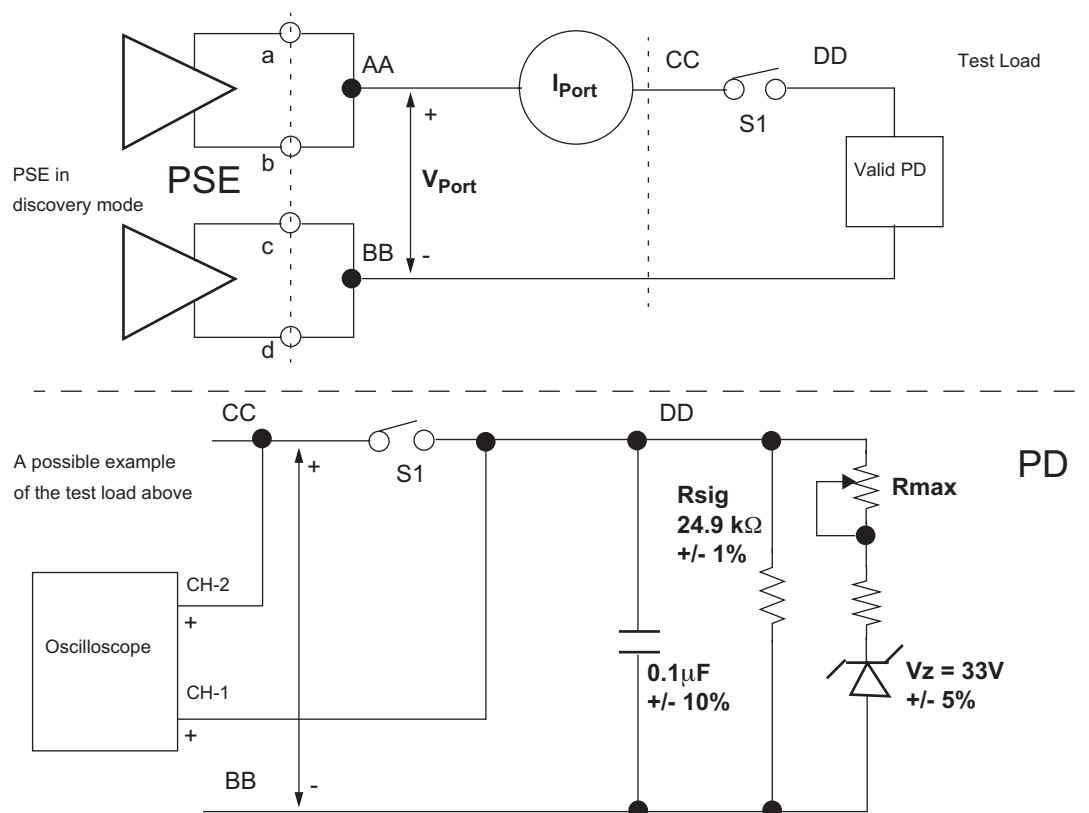 a
AA
I Port
CC
DD
Test Load
+
S1
b
PSE in
discovery mode
PSE
V Port
Valid PD
c
BB
-
d
CC
DD
A possible example
of the test load above
+
S1
PD
Rsig
24.9 kΩ
+/- 1%
Rmax
CH-2
+
Oscilloscope
CH-1
+
0.1μF
+/- 10%
Vz = 33V
+/- 5%
BB
-